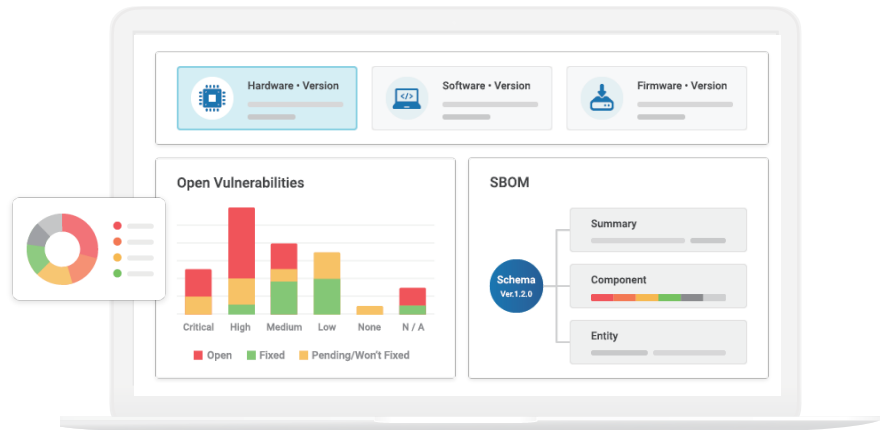 Hardware • Version
Software • Version
Firmware • Version
Open Vulnerabilities
Critical
High
Medium
Low
None
N / A
Open
Fixed
Pending/Won't Fixed
SBOM
Schema
Ver.1.2.0
Summary
Component
Entity